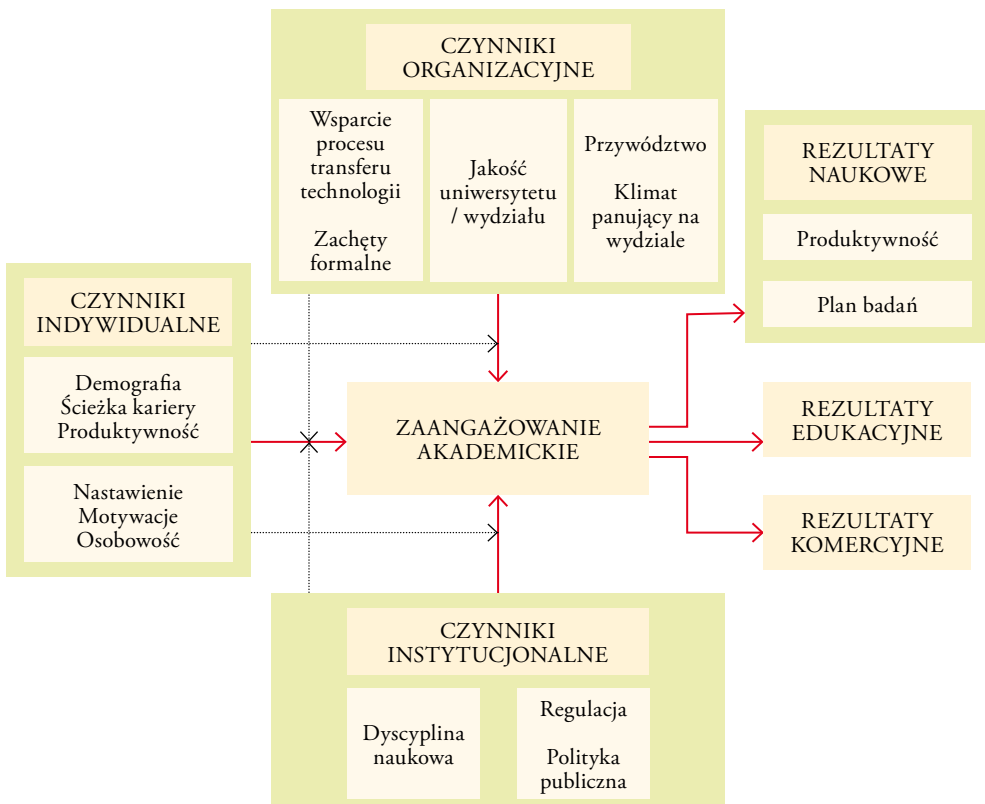 CZYNNIKI
ORGANIZACYJNE
Wsparcie
procesu
transferu
technologii
Zachęty
formalne
Jakość
uniwersytetu
/ wydziału
Przywództwo
Klimat
panujący na
wydziale
CZYNNIKI
INDYWIDUALNE
Demografia
Ścieżka kariery
Produktywność
Nastawienie
Motywacje
Osobowość
ZAANGAŻOWANIE
AKADEMICKIE
REZULTATY
NAUKOWE
Produktywność
Plan badań
REZULTATY
EDUKACYJNE
REZULTATY
KOMERCYJNE
CZYNNIKI
INSTYTUCJONALNE
Dyscyplina
naukowa
Regulacja
Polityka
publiczna